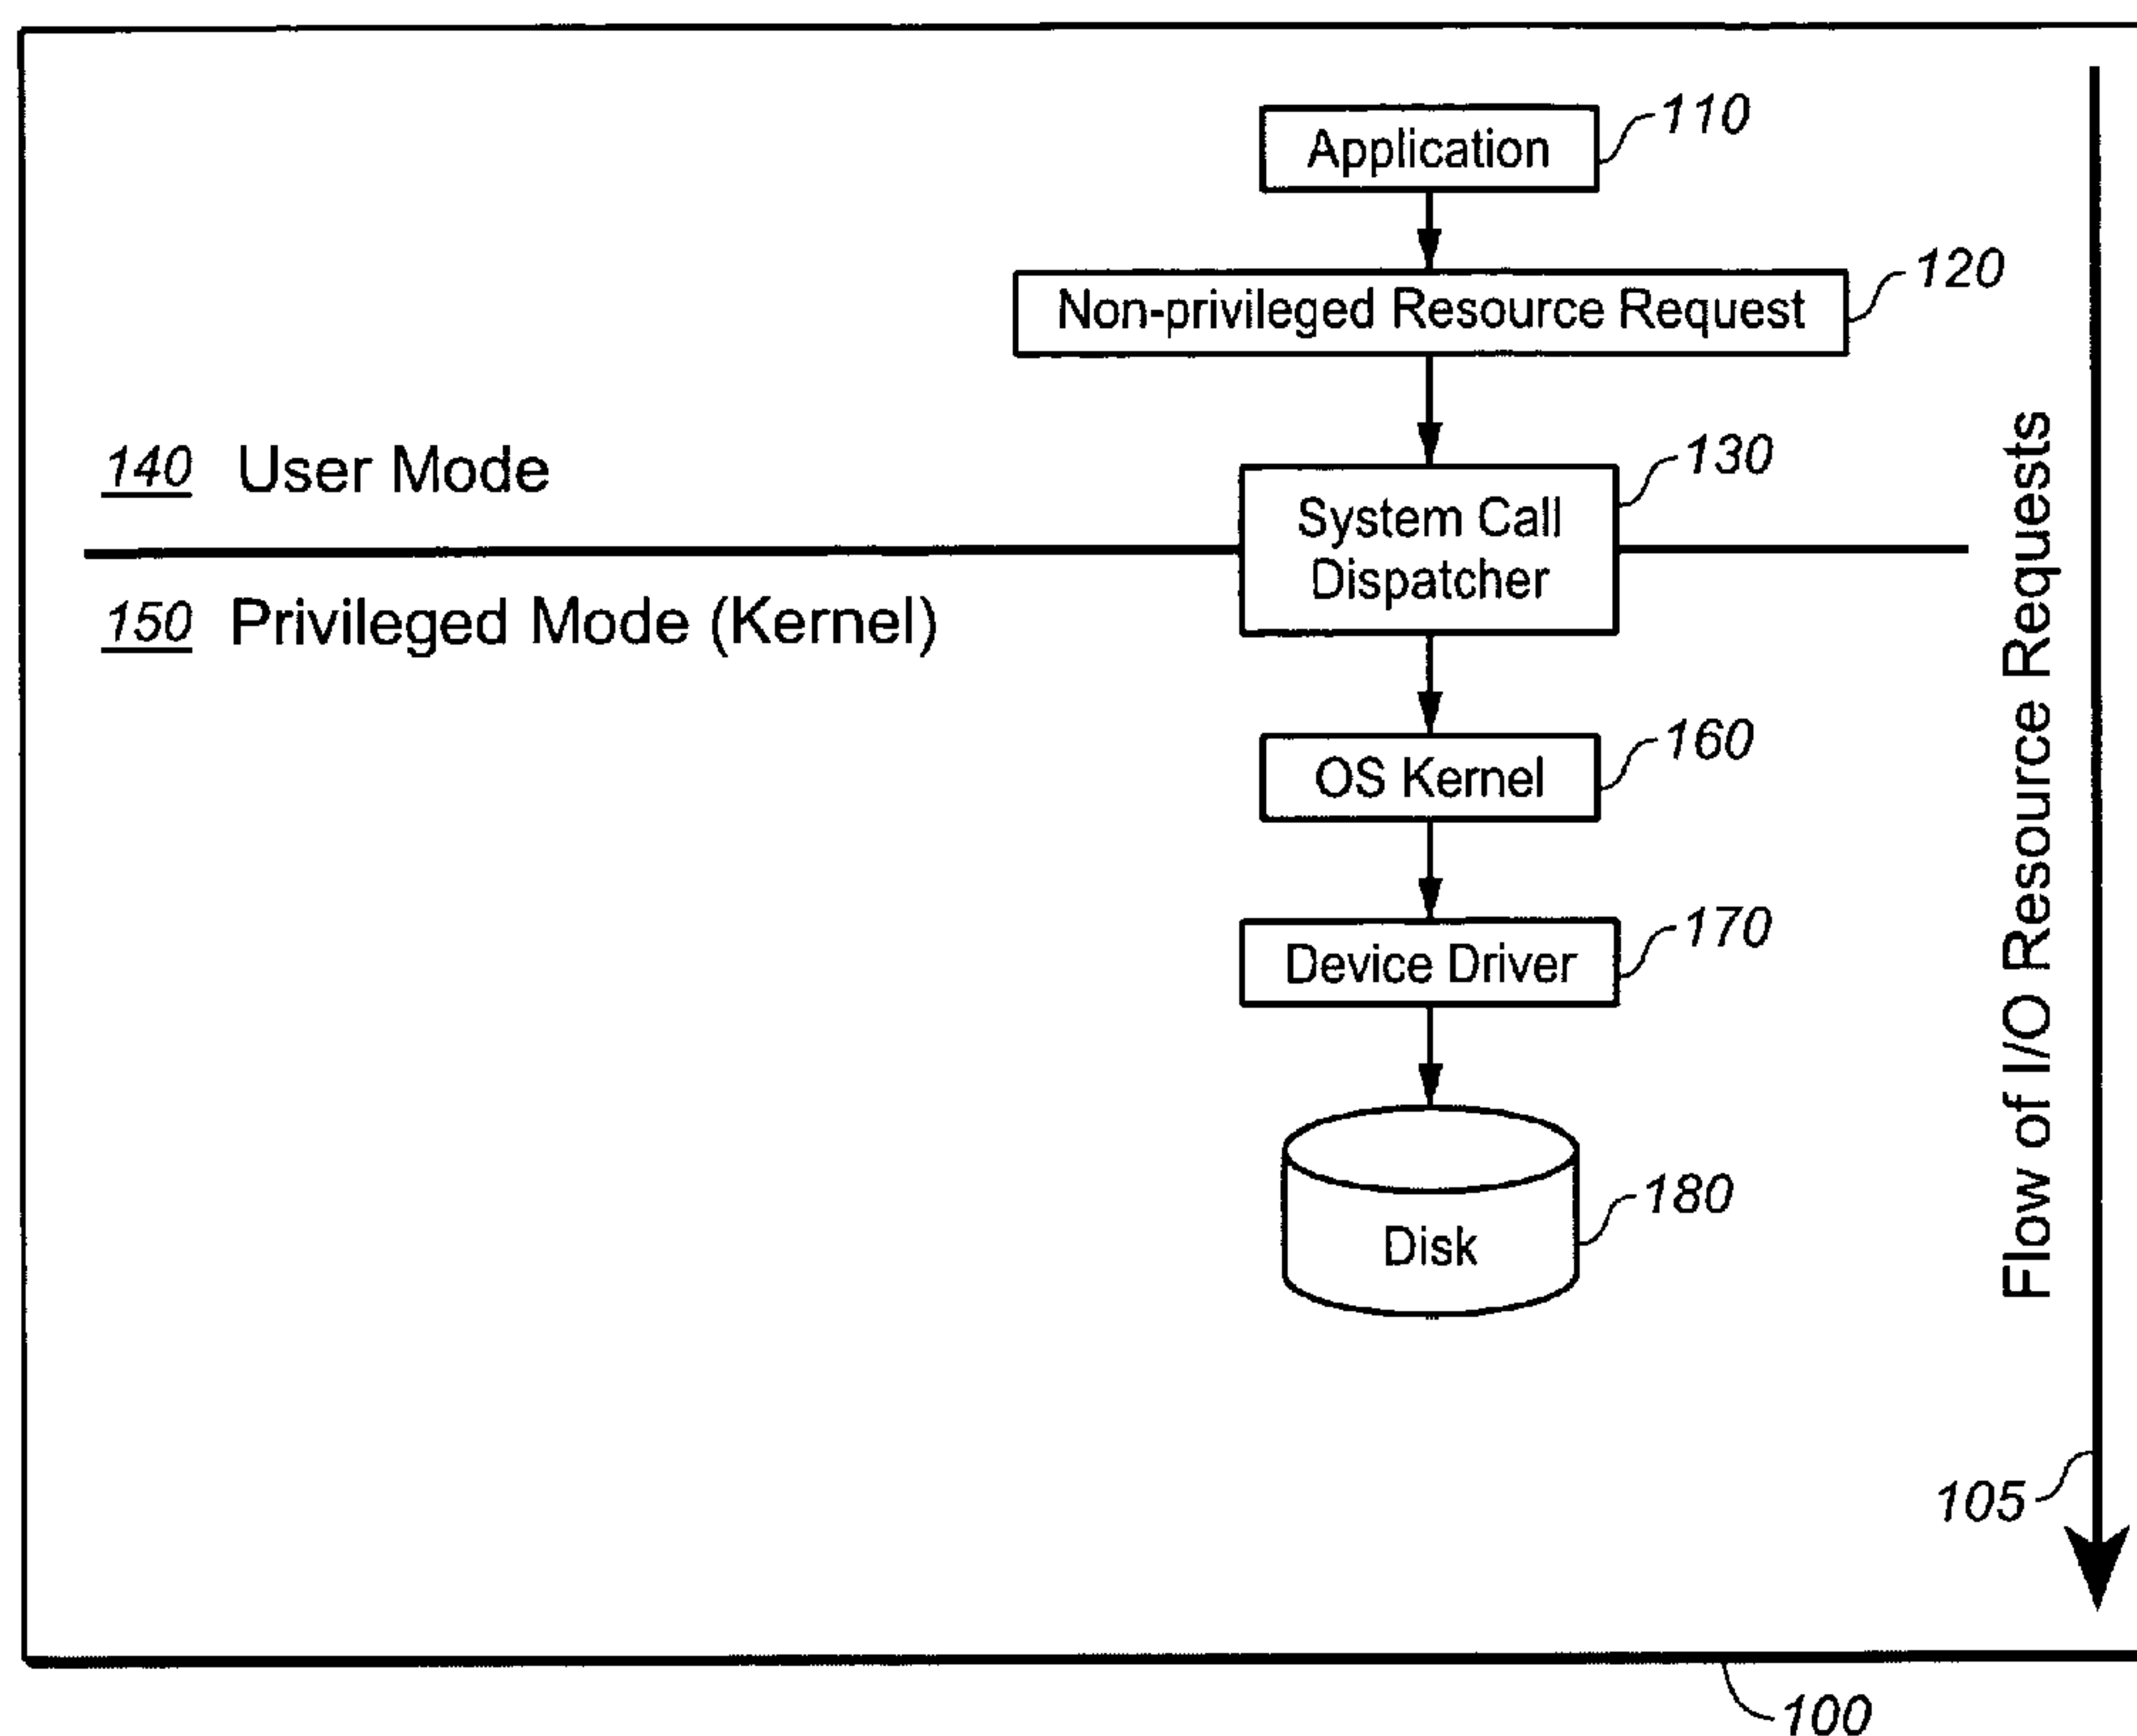 Application
110
Non-privileged Resource Request
120
140 User Mode
System Call
Dispatcher
130
150 Privileged Mode (Kernel)
OS Kernel
160
Device Driver
170
Disk
180
Flow of I/O Resource Requests
105
100